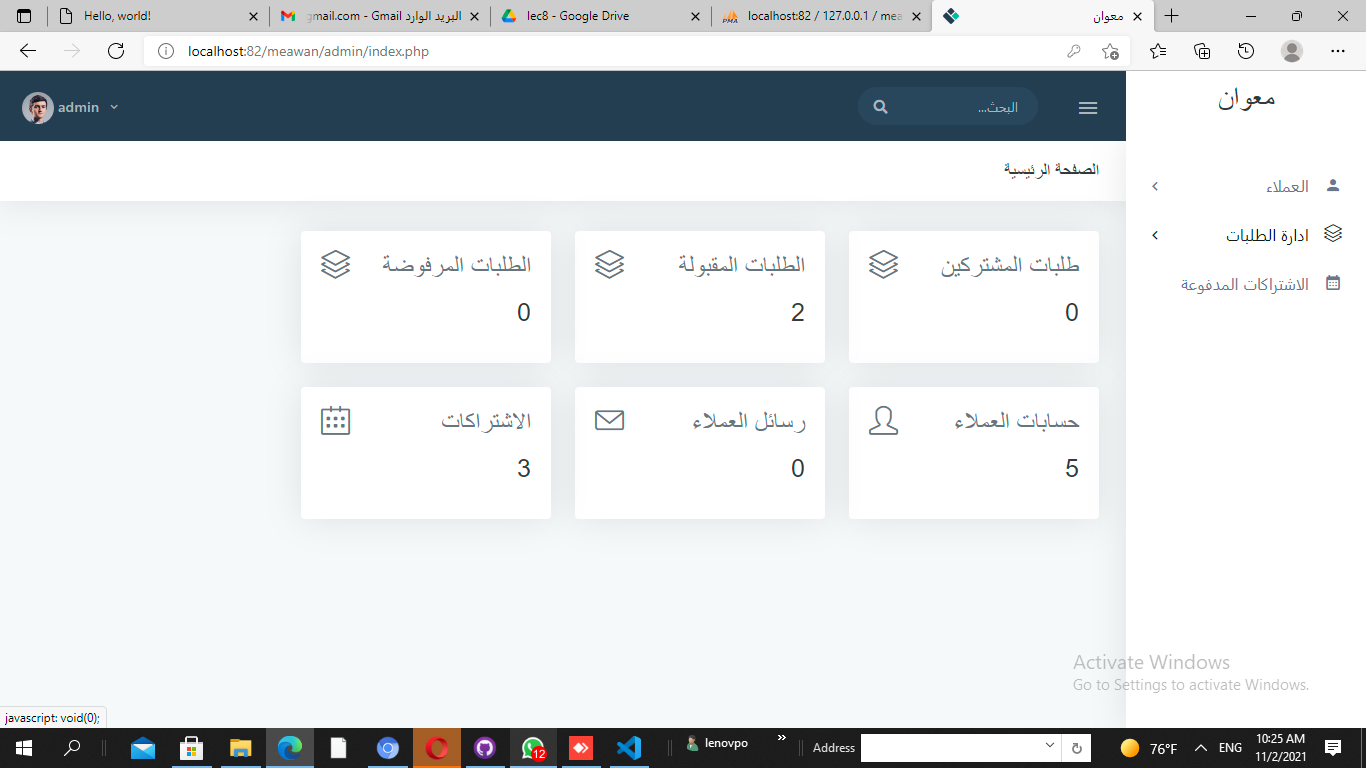 Hello, world!
gmail.com - Gmail البريد الوارد
lec8 - Google Drive
localhost:82 / 127.0.0.1 / mea
معوان
localhost:82/meawan/admin/index.php
معوان
البحث...
admin
الصفحة الرئيسية
العملاء
ادارة الطلبات
الاشتراكات المدفوعة
طلبات المشتركين
0
الطلبات المقبولة
2
الطلبات المرفوضة
0
حسابات العملاء
5
رسائل العملاء
0
الاشتراكات
3
Activate Windows
Go to Settings to activate Windows.
javascript: void(0);
12
lenovpo
Address
76°F
ENG
10:25 AM
11/2/2021